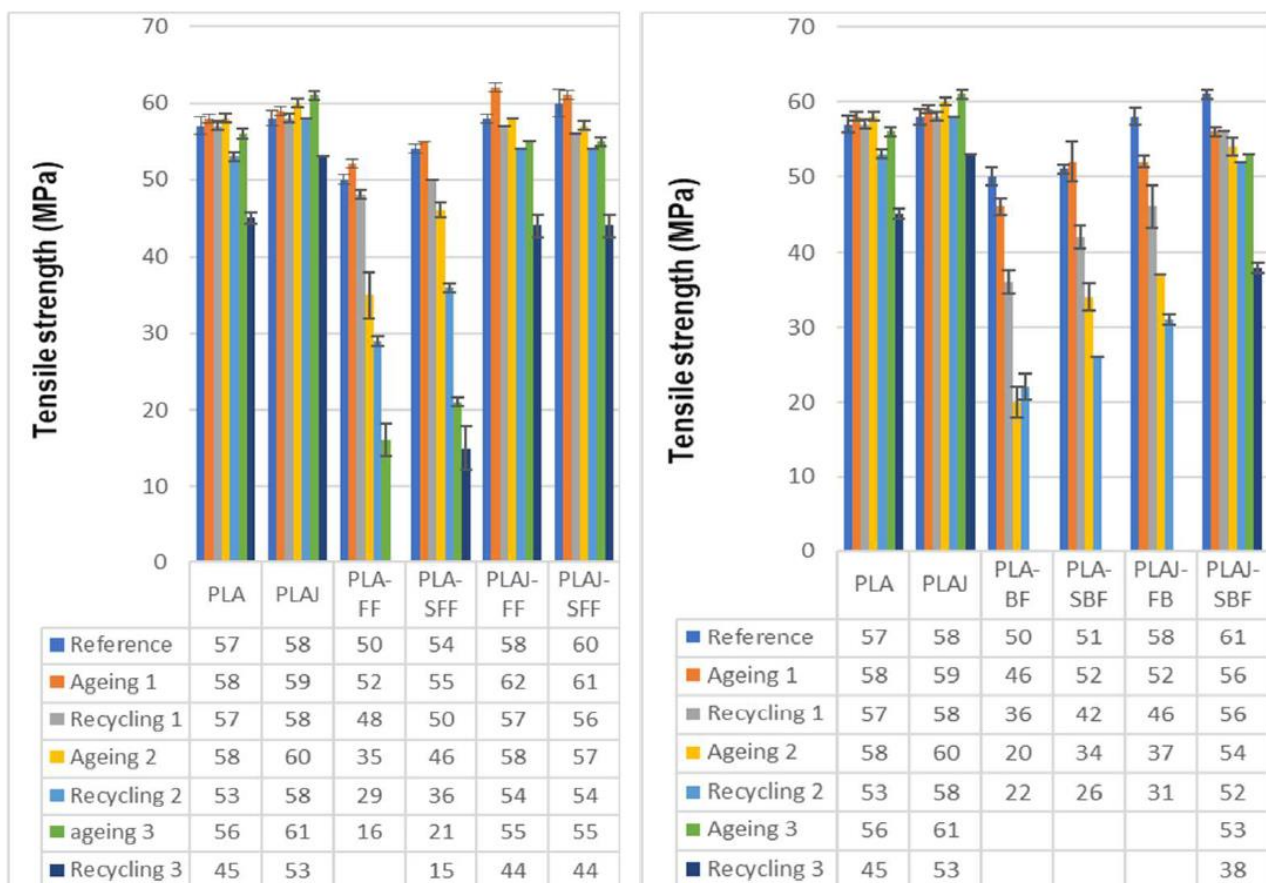 Tensile strength (MPa)
70
60
50
40
30
20
10
0
PLA PLAJ PLA-FF PLA-SFF PLAJ-FF PLAJ-SFF
Reference 57 58 50 54 58 60
Ageing 1 58 59 52 55 62 61
Recycling 1 57 58 48 50 57 56
Ageing 2 58 60 35 46 58 57
Recycling 2 53 58 29 36 54 54
ageing 3 56 61 16 21 55 55
Recycling 3 45 53 15 44 44
Tensile strength (MPa)
70
60
50
40
30
20
10
0
PLA PLAJ PLA-BF PLA-SBF PLAJ-FB PLAJ-SBF
Reference 57 58 50 51 58 61
Ageing 1 58 59 46 52 52 56
Recycling 1 57 58 36 42 46 56
Ageing 2 58 60 20 34 37 54
Recycling 2 53 58 22 26 31 52
Ageing 3 56 61 53
Recycling 3 45 53 38